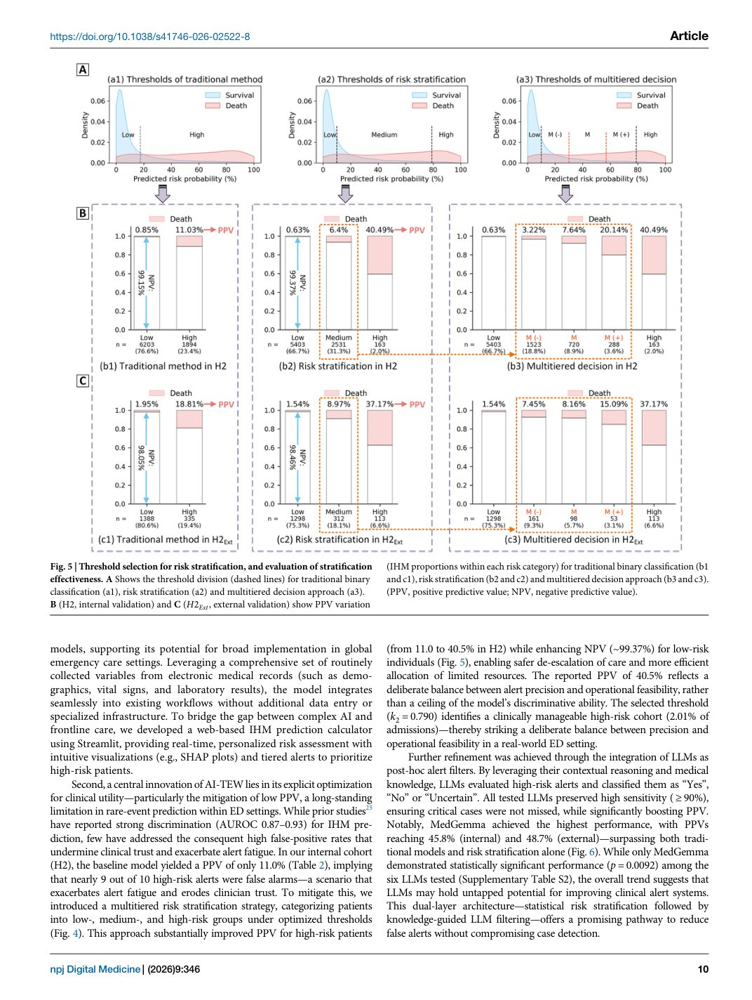 https://doi.org/10.1038/s41746-026-02522-8
Article
A
(a1) Thresholds of traditional method
(a2) Thresholds of risk stratification
(a3) Thresholds of multitiered decision
Survival
Death
Low
High
Density
0.06
0.04
0.02
0.00
0 20 40 60 80 100
Predicted risk probability (%)
Survival
Death
Low
Medium
High
Density
0.06
0.04
0.02
0.00
0 20 40 60 80 100
Predicted risk probability (%)
Survival
Death
Low
M (-)
M
M (+)
High
Density
0.06
0.04
0.02
0.00
0 20 40 60 80 100
Predicted risk probability (%)
B
Death
0.85% 11.03% PPV
1.0
0.8
0.6
0.4
0.2
0.0
NPV:
99.15%
Low High
n = 6203 1894
(76.6%) (23.4%)
(b1) Traditional method in H2
Death
0.63% 6.4% 40.49% PPV
1.0
0.8
0.6
0.4
0.2
0.0
NPV:
99.37%
Low Medium High
n = 5403 2531 163
(66.7%) (31.3%) (2.0%)
(b2) Risk stratification in H2
Death
0.63% 3.22% 7.64% 20.14% 40.49%
1.0
0.8
0.6
0.4
0.2
0.0
Low M (-) M M (+) High
n = 5403 1523 720 288 163
(66.7%) (18.8%) (8.9%) (3.6%) (2.0%)
(b3) Multitiered decision in H2
C
Death
1.95% 18.81% PPV
1.0
0.8
0.6
0.4
0.2
0.0
NPV:
98.05%
Low High
n = 1388 335
(80.6%) (19.4%)
(c1) Traditional method in H2Ext
Death
1.54% 8.97% 37.17% PPV
1.0
0.8
0.6
0.4
0.2
0.0
NPV:
98.46%
Low Medium High
n = 1298 312 113
(75.3%) (18.1%) (6.6%)
(c2) Risk stratification in H2Ext
Death
1.54% 7.45% 8.16% 15.09% 37.17%
1.0
0.8
0.6
0.4
0.2
0.0
Low M (-) M M (+) High
n = 1298 161 98 53 113
(75.3%) (9.3%) (5.7%) (3.1%) (6.6%)
(c3) Multitiered decision in H2Ext
Fig. 5 | Threshold selection for risk stratification, and evaluation of stratification
effectiveness. A Shows the threshold division (dashed lines) for traditional binary
classification (a1), risk stratification (a2) and multitiered decision approach (a3).
B (H2, internal validation) and C (H2Ext, external validation) show PPV variation
(IHM proportions within each risk category) for traditional binary classification (b1
and c1), risk stratification (b2 and c2) and multitiered decision approach (b3 and c3).
(PPV, positive predictive value; NPV, negative predictive value).
models, supporting its potential for broad implementation in global
emergency care settings. Leveraging a comprehensive set of routinely
collected variables from electronic medical records (such as demo-
graphics, vital signs, and laboratory results), the model integrates
seamlessly into existing workflows without additional data entry or
specialized infrastructure. To bridge the gap between complex AI and
frontline care, we developed a web-based IHM prediction calculator
using Streamlit, providing real-time, personalized risk assessment with
intuitive visualizations (e.g., SHAP plots) and tiered alerts to prioritize
high-risk patients.
Second, a central innovation of AI-TEW lies in its explicit optimization
for clinical utility—particularly the mitigation of low PPV, a long-standing
limitation in rare-event prediction within ED settings. While prior studies25
have reported strong discrimination (AUROC 0.87–0.93) for IHM pre-
diction, few have addressed the consequent high false-positive rates that
undermine clinical trust and exacerbate alert fatigue. In our internal cohort
(H2), the baseline model yielded a PPV of only 11.0% (Table 2), implying
that nearly 9 out of 10 high-risk alerts were false alarms—a scenario that
exacerbates alert fatigue and erodes clinician trust. To mitigate this, we
introduced a multitiered risk stratification strategy, categorizing patients
into low-, medium-, and high-risk groups under optimized thresholds
(Fig. 4). This approach substantially improved PPV for high-risk patients
(from 11.0 to 40.5% in H2) while enhancing NPV (~99.37%) for low-risk
individuals (Fig. 5), enabling safer de-escalation of care and more efficient
allocation of limited resources. The reported PPV of 40.5% reflects a
deliberate balance between alert precision and operational feasibility, rather
than a ceiling of the model's discriminative ability. The selected threshold
(k2 = 0.790) identifies a clinically manageable high-risk cohort (2.01% of
admissions)—thereby striking a deliberate balance between precision and
operational feasibility in a real-world ED setting.
Further refinement was achieved through the integration of LLMs as
post-hoc alert filters. By leveraging their contextual reasoning and medical
knowledge, LLMs evaluated high-risk alerts and classified them as “Yes”,
“No” or “Uncertain”. All tested LLMs preserved high sensitivity (≥90%),
ensuring critical cases were not missed, while significantly boosting PPV.
Notably, MedGemma achieved the highest performance, with PPVs
reaching 45.8% (internal) and 48.7% (external)—surpassing both tradi-
tional models and risk stratification alone (Fig. 6). While only MedGemma
demonstrated statistically significant performance (p = 0.0092) among the
six LLMs tested (Supplementary Table S2), the overall trend suggests that
LLMs may hold untapped potential for improving clinical alert systems.
This dual-layer architecture—statistical risk stratification followed by
knowledge-guided LLM filtering—offers a promising pathway to reduce
false alerts without compromising case detection.
npj Digital Medicine | (2026)9:346
10